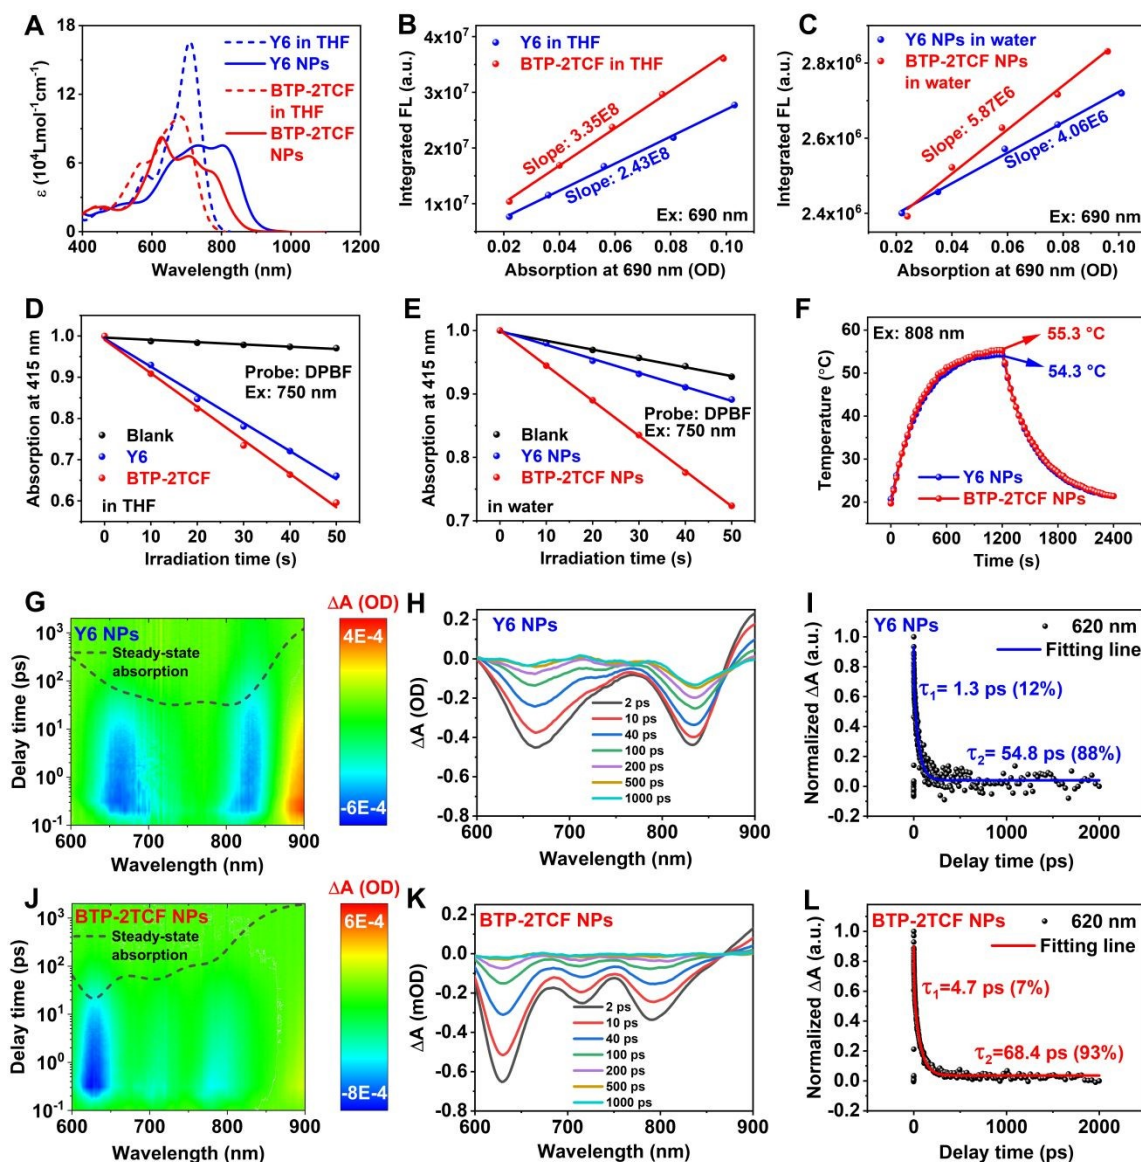 A
ε (10⁴Lmol⁻¹cm⁻¹)
18
15
12
9
6
3
0
Y6 in THF
Y6 NPs
BTP-2TCF
in THF
BTP-2TCF
NPs
400 600 800 1000 1200
Wavelength (nm)
B
Integrated FL (a.u.)
4x10⁷
3x10⁷
2x10⁷
1x10⁷
Y6 in THF
BTP-2TCF in THF
Slope: 3.35E8
Slope: 2.43E8
Ex: 690 nm
0.02 0.04 0.06 0.08 0.10
Absorption at 690 nm (OD)
C
Integrated FL (a.u.)
2.8x10⁶
2.6x10⁶
2.4x10⁶
Y6 NPs in water
BTP-2TCF NPs
in water
Slope: 5.87E6
Slope: 4.06E6
Ex: 690 nm
0.02 0.04 0.06 0.08 0.10
Absorption at 690 nm (OD)
D
Absorption at 415 nm
1.0
0.9
0.8
0.7
0.6
Probe: DPBF
Ex: 750 nm
Blank
Y6
BTP-2TCF
in THF
0 10 20 30 40 50
Irradiation time (s)
E
Absorption at 415 nm
1.0
0.9
0.8
0.7
Probe: DPBF
Ex: 750 nm
Blank
Y6 NPs
BTP-2TCF NPs
in water
0 10 20 30 40 50
Irradiation time (s)
F
Temperature (°C)
60
50
40
30
20
Ex: 808 nm
55.3 °C
54.3 °C
Y6 NPs
BTP-2TCF NPs
0 600 1200 1800 2400
Time (s)
G
Delay time (ps)
10³
10²
10¹
10⁰
10⁻¹
Y6 NPs
Steady-state
absorption
600 700 800 900
Wavelength (nm)
ΔA (OD)
4E-4
-6E-4
H
ΔA (OD)
0.2
0.0
-0.2
-0.4
-0.6
-0.8
Y6 NPs
2 ps
10 ps
40 ps
100 ps
200 ps
500 ps
1000 ps
600 700 800 900
Wavelength (nm)
I
Normalized ΔA (a.u.)
1.0
0.8
0.6
0.4
0.2
0.0
-0.2
Y6 NPs
620 nm
Fitting line
τ₁= 1.3 ps (12%)
τ₂= 54.8 ps (88%)
0 1000 2000
Delay time (ps)
J
Delay time (ps)
10³
10²
10¹
10⁰
10⁻¹
BTP-2TCF NPs
Steady-state
absorption
600 700 800 900
Wavelength (nm)
ΔA (OD)
6E-4
-8E-4
K
ΔA (mOD)
0.2
0.0
-0.2
-0.4
-0.6
-0.8
BTP-2TCF NPs
2 ps
10 ps
40 ps
100 ps
200 ps
500 ps
1000 ps
600 700 800 900
Wavelength (nm)
L
Normalized ΔA (a.u.)
1.0
0.8
0.6
0.4
0.2
0.0
-0.2
BTP-2TCF NPs
620 nm
Fitting line
τ₁=4.7 ps (7%)
τ₂=68.4 ps (93%)
0 1000 2000
Delay time (ps)